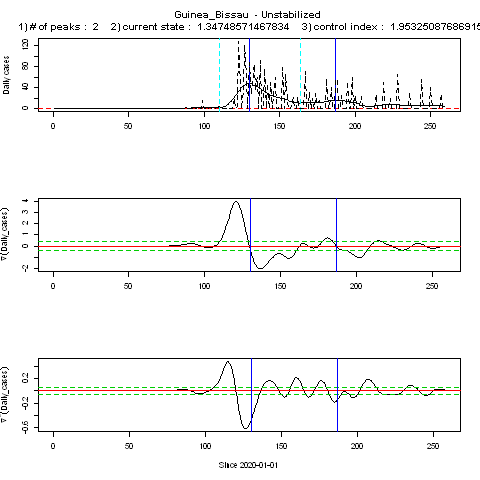 Guinea_Bissau - Unstabilized
1) # of peaks : 2 2) current state : 1.34748571467834 3) control index : 1.9532508768691
Daily cases
0 40 80 120
0 50 100 150 200 250
∇(Daily_cases)
-2 0 1 2 3 4
0 50 100 150 200 250
∇'(Daily_cases)
-0.6 -0.2 0.2
0 50 100 150 200 250
Since 2020-01-01